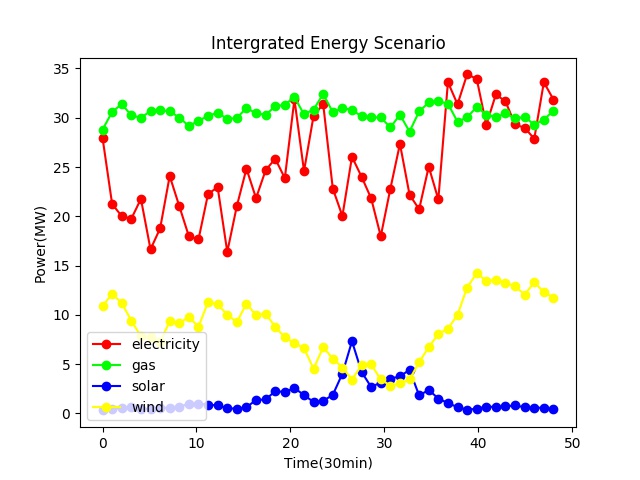 Intergrated Energy Scenario
Power(MW)
35
30
25
20
15
10
5
0
electricity
gas
solar
wind
0 10 20 30 40 50
Time(30min)